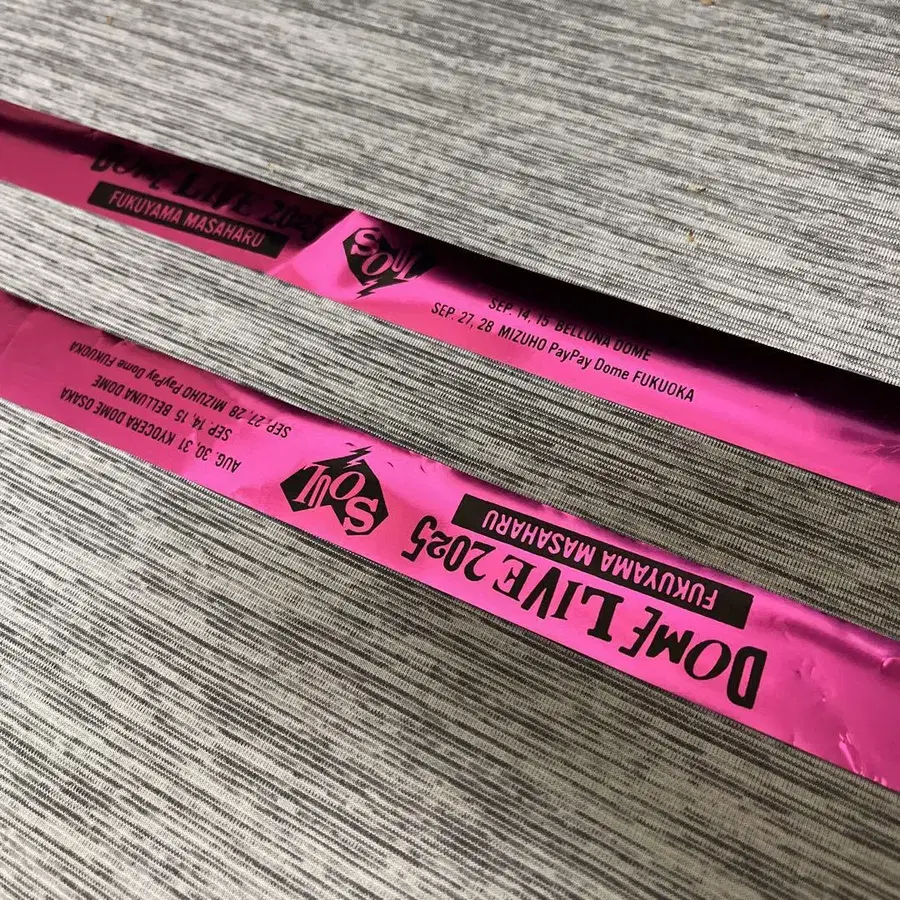 DOME LIVE 2025
FUKUYAMA MASAHARU
SOUL
SEP. 14, 15 BELLUNA DOME
SEP. 27, 28 MIZUHO PayPay Dome FUKUOKA
DOME LIVE 2025
FUKUYAMA MASAHARU
SOUL
AUG. 30, 31 KYOCERA DOME OSAKA
SEP. 14, 15 BELLUNA DOME
SEP. 27, 28 MIZUHO PayPay Dome FUKUOKA